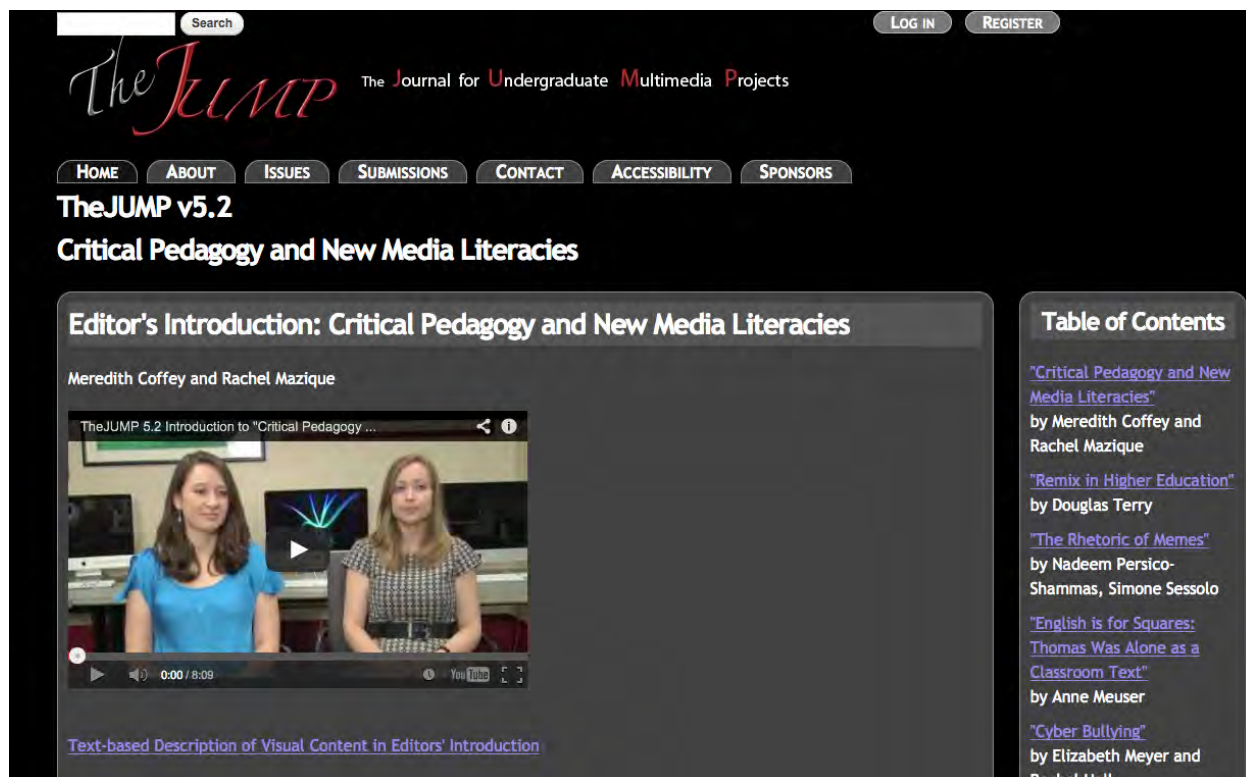 Search
LOG IN
REGISTER
The JUMP
The Journal for Undergraduate Multimedia Projects
HOME
ABOUT
ISSUES
SUBMISSIONS
CONTACT
ACCESSIBILITY
SPONSORS
TheJUMP v5.2
Critical Pedagogy and New Media Literacies
Editor's Introduction: Critical Pedagogy and New Media Literacies
Meredith Coffey and Rachel Mazique
TheJUMP 5.2 Introduction to "Critical Pedagogy ...
0:00 / 8:09
YouTube
Text-based Description of Visual Content in Editors' Introduction
Table of Contents
"Critical Pedagogy and New
Media Literacies"
by Meredith Coffey and
Rachel Mazique
"Remix in Higher Education"
by Douglas Terry
"The Rhetoric of Memes"
by Nadeem Persico-
Shammas, Simone Sessolo
"English is for Squares:
Thomas Was Alone as a
Classroom Text"
by Anne Meuser
"Cyber Bullying"
by Elizabeth Meyer and